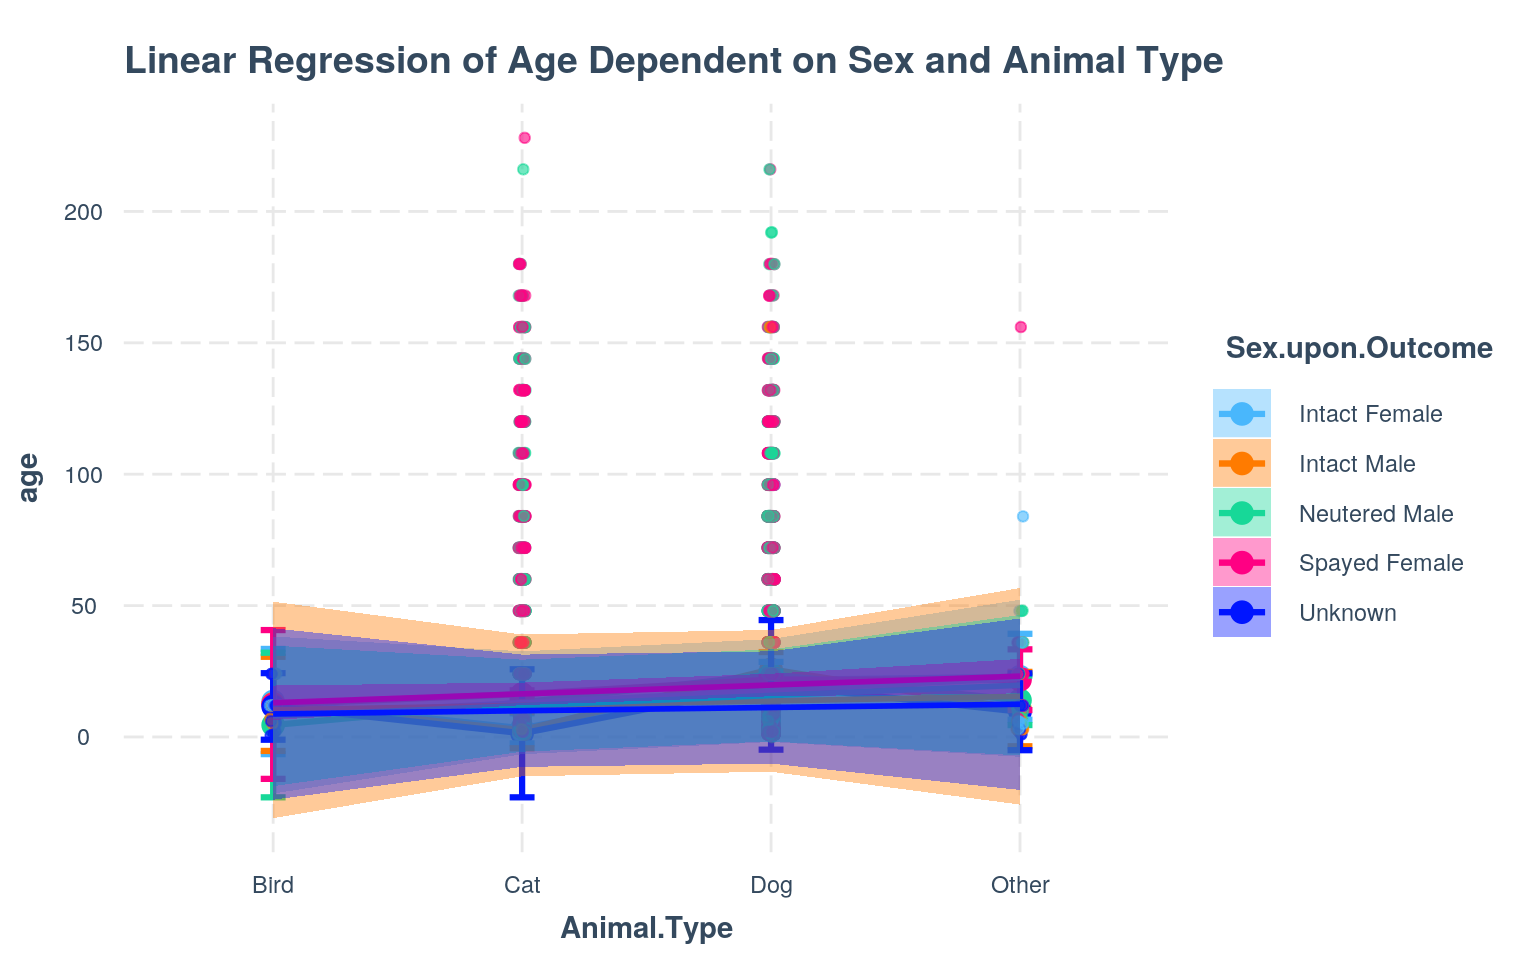 Linear Regression of Age Dependent on Sex and Animal Type
200
150
100
50
0
age
Bird
Cat
Dog
Other
Animal.Type
Sex.upon.Outcome
Intact Female
Intact Male
Neutered Male
Spayed Female
Unknown